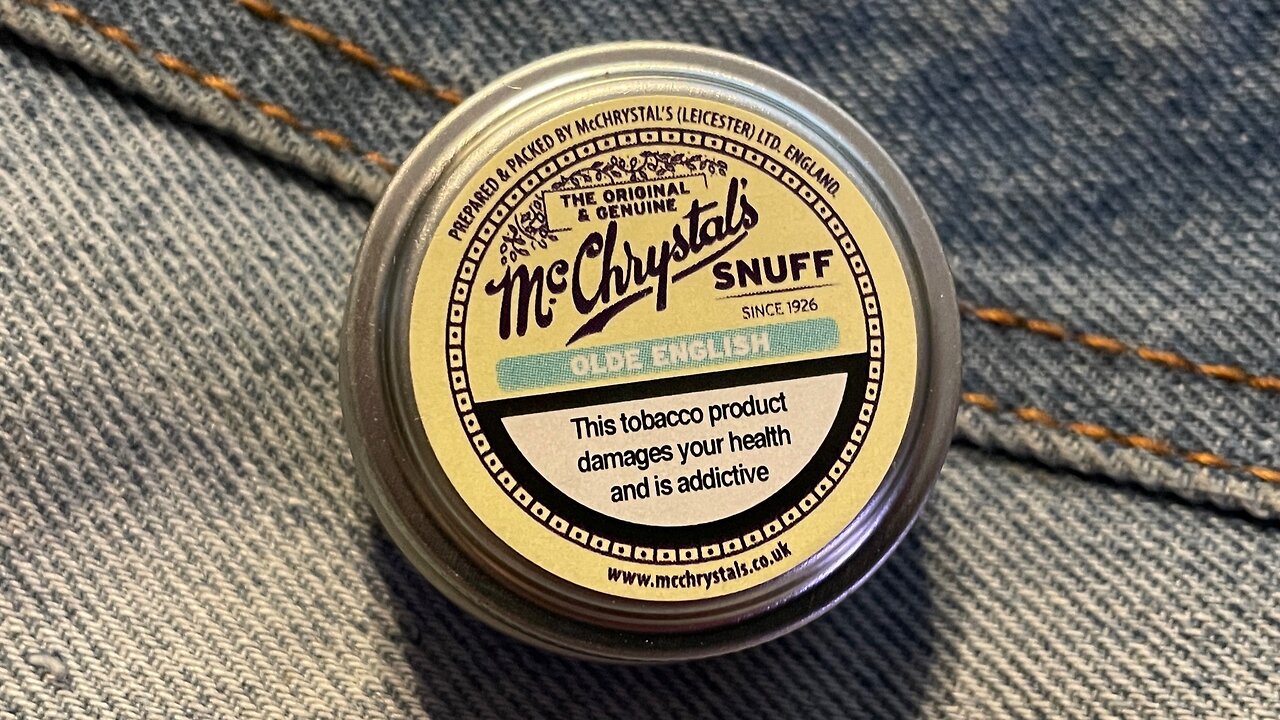 PREPARED & PACKED BY McCHRYSTAL'S (LEICESTER) LTD. ENGLAND.
THE ORIGINAL
& GENUINE
McChrystal's
SNUFF
SINCE 1926
OLDE ENGLISH
This tobacco product
damages your health
and is addictive
www.mcchrystals.co.uk